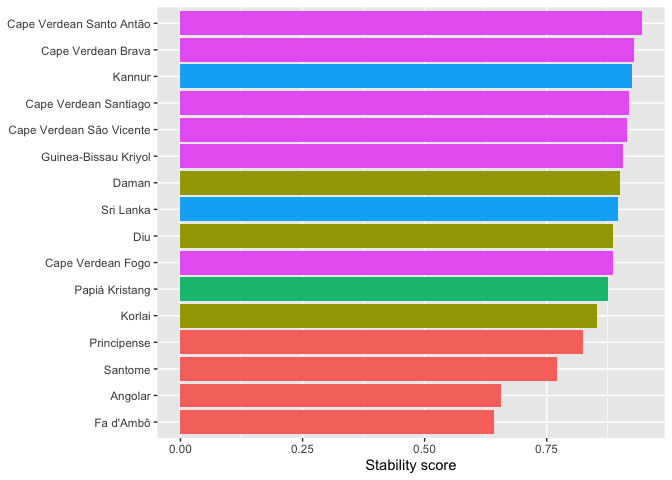 Cape Verdean Santo Antão
Cape Verdean Brava
Kannur
Cape Verdean Santiago
Cape Verdean São Vicente
Guinea-Bissau Kriyol
Daman
Sri Lanka
Diu
Cape Verdean Fogo
Papiá Kristang
Korlai
Principense
Santome
Angolar
Fa d'Ambô
0.00 0.25 0.50 0.75
Stability score